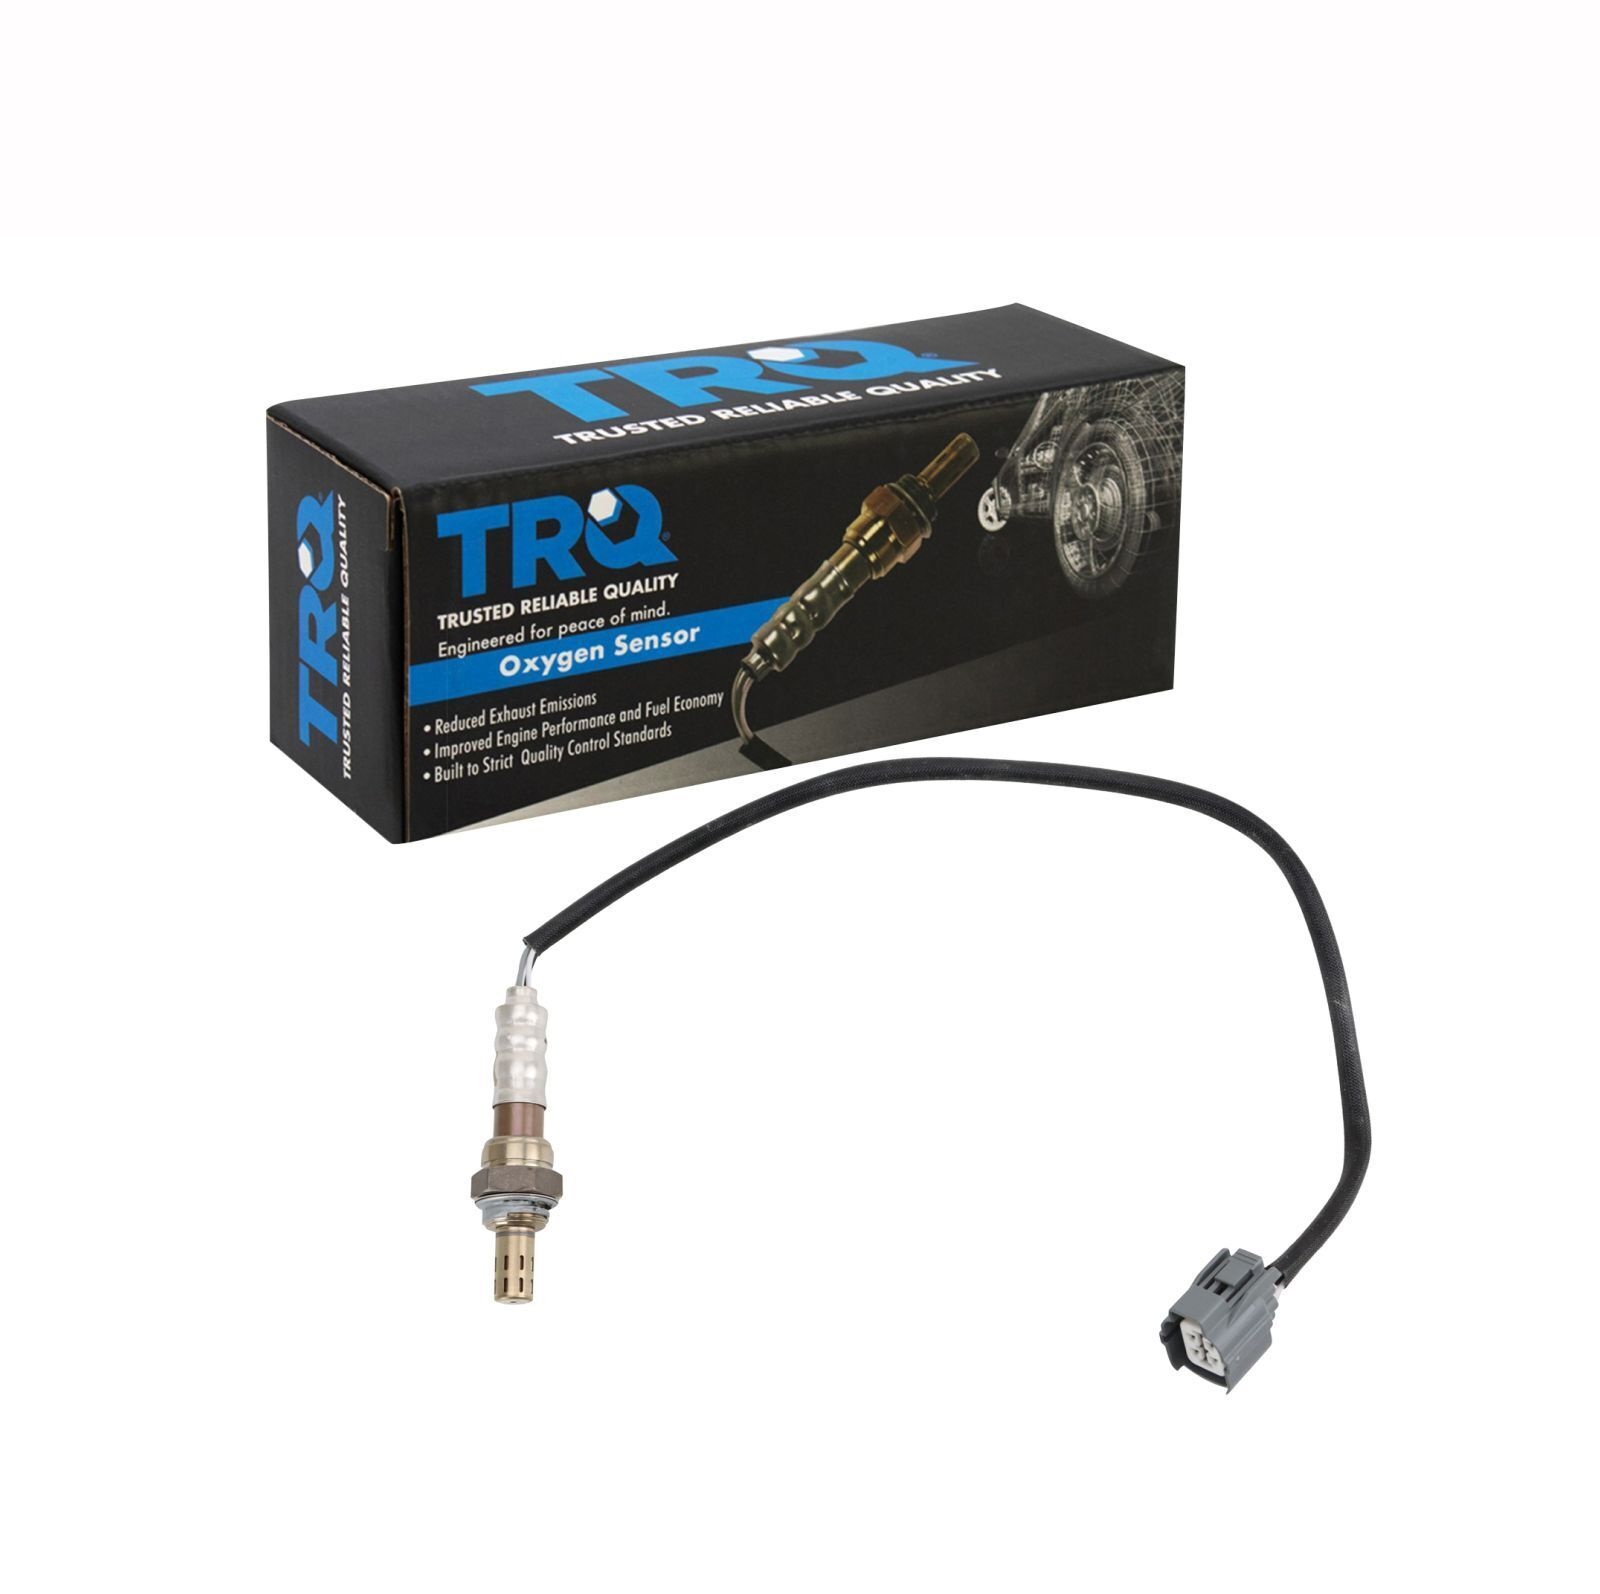 TRQ®
TRUSTED RELIABLE QUALITY
TRQ
TRUSTED RELIABLE QUALITY
TRQ®
TRUSTED RELIABLE QUALITY
Engineered for peace of mind.
Oxygen Sensor
• Reduced Exhaust Emissions
• Improved Engine Performance and Fuel Economy
• Built to Strict Quality Control Standards